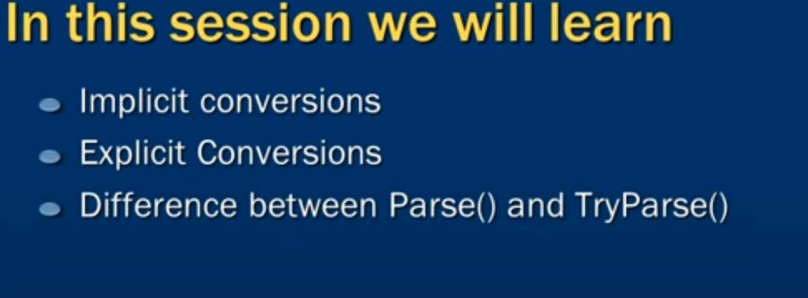 In this session we will learn
Implicit conversions
Explicit Conversions
Difference between Parse() and TryParse()